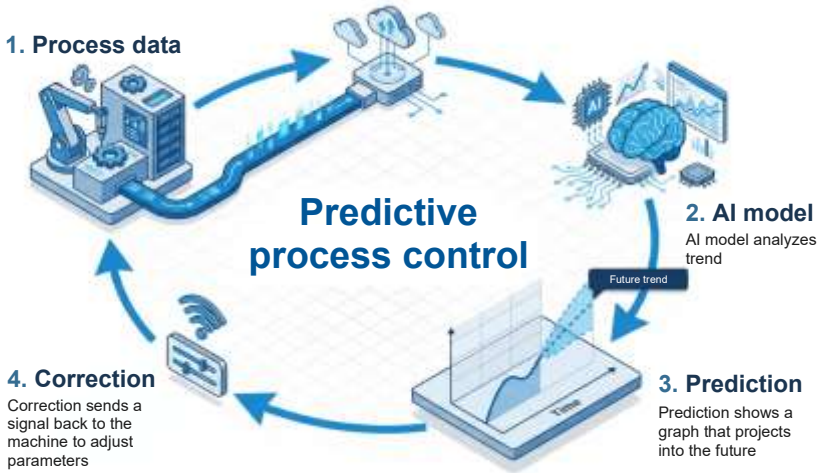 1. Process data
AI
Predictive
process control
2. AI model
AI model analyzes
trend
Future trend
Time
3. Prediction
Prediction shows a
graph that projects
into the future
4. Correction
Correction sends a
signal back to the
machine to adjust
parameters